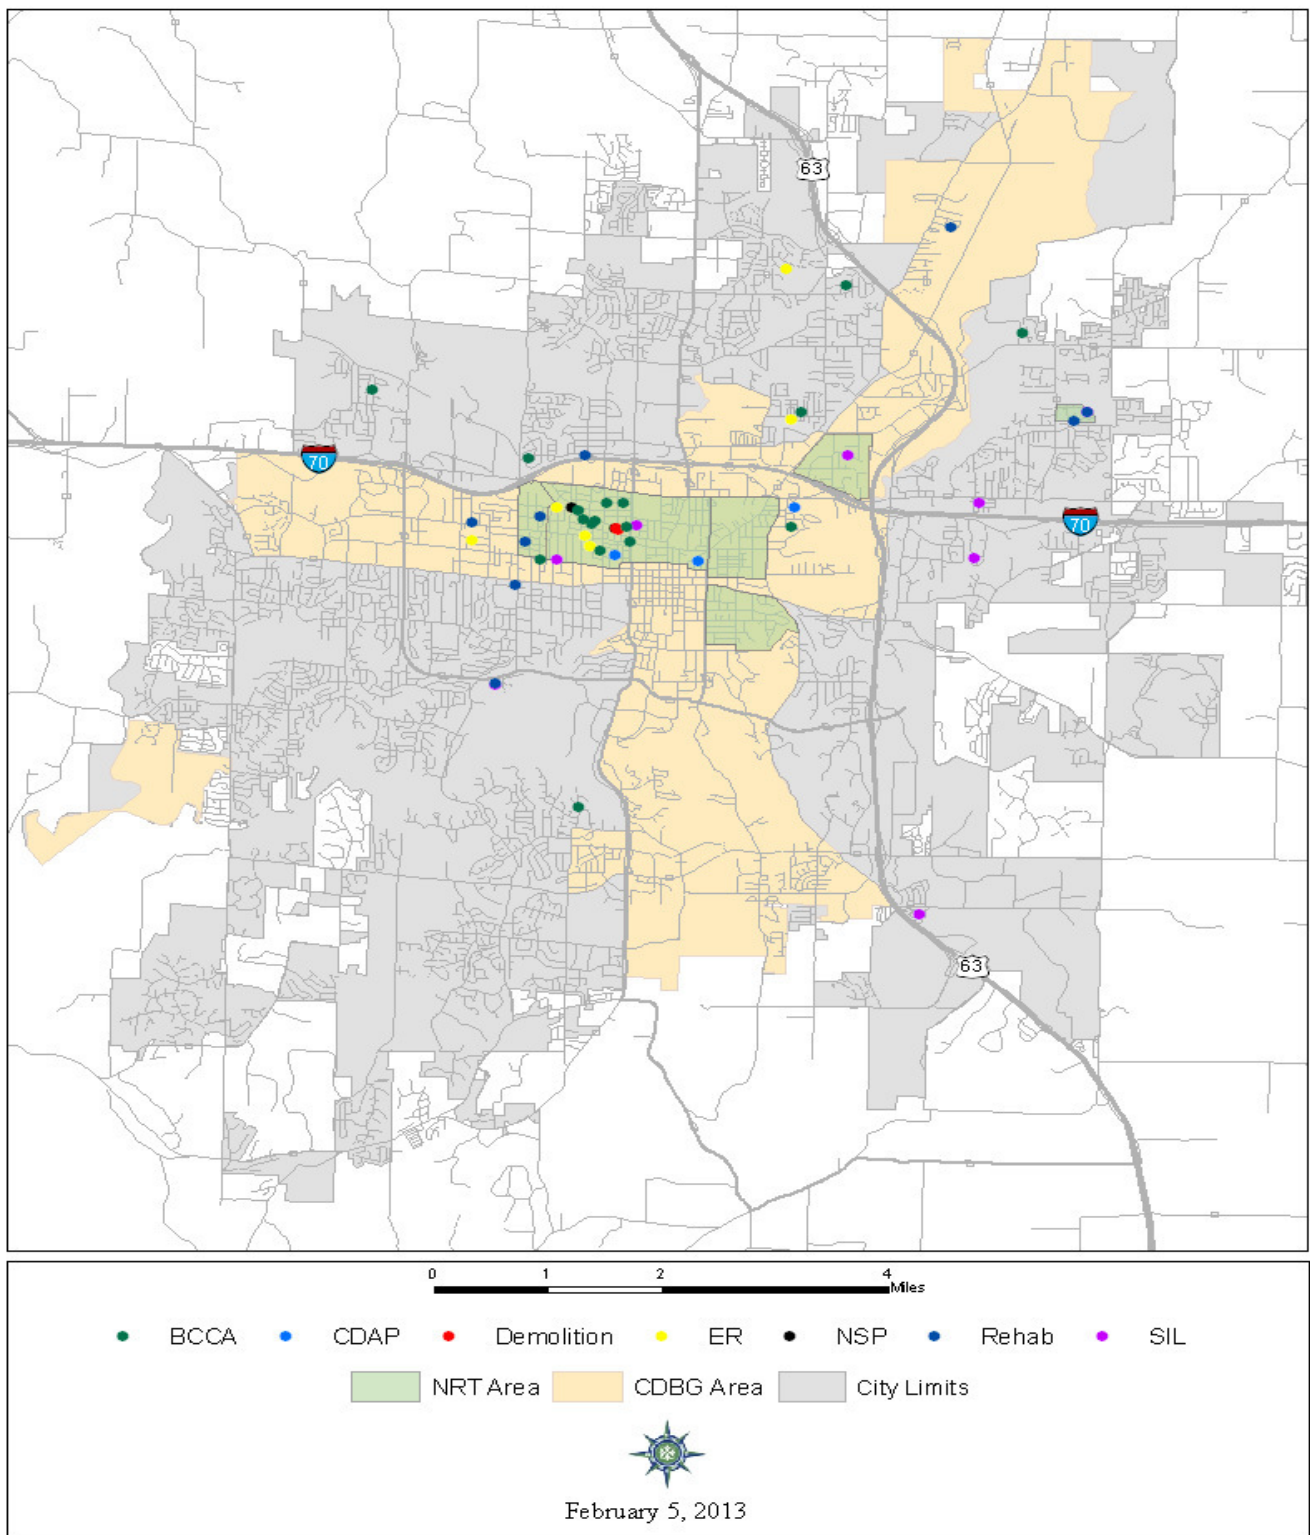 63
70
70
63
0 1 2 4
Miles
BCCA CDAP Demolition ER NSP Rehab SIL
NRT Area CDBG Area City Limits
February 5, 2013